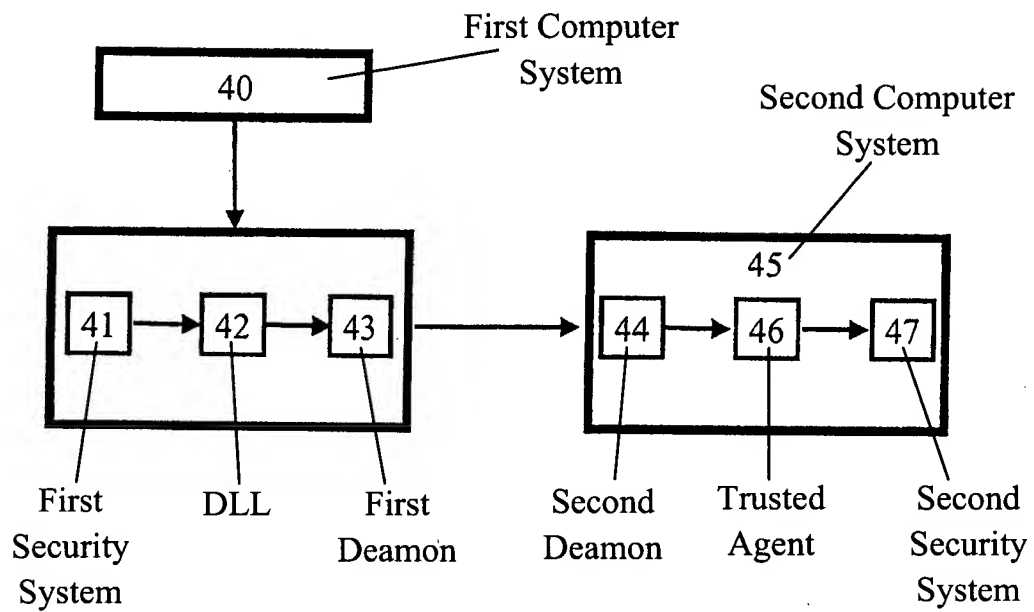 First Computer
System
40
Second Computer
System
45
41
42
43
44
46
47
First
Security
System
DLL
First
Deamon
Second
Deamon
Trusted
Agent
Second
Security
System